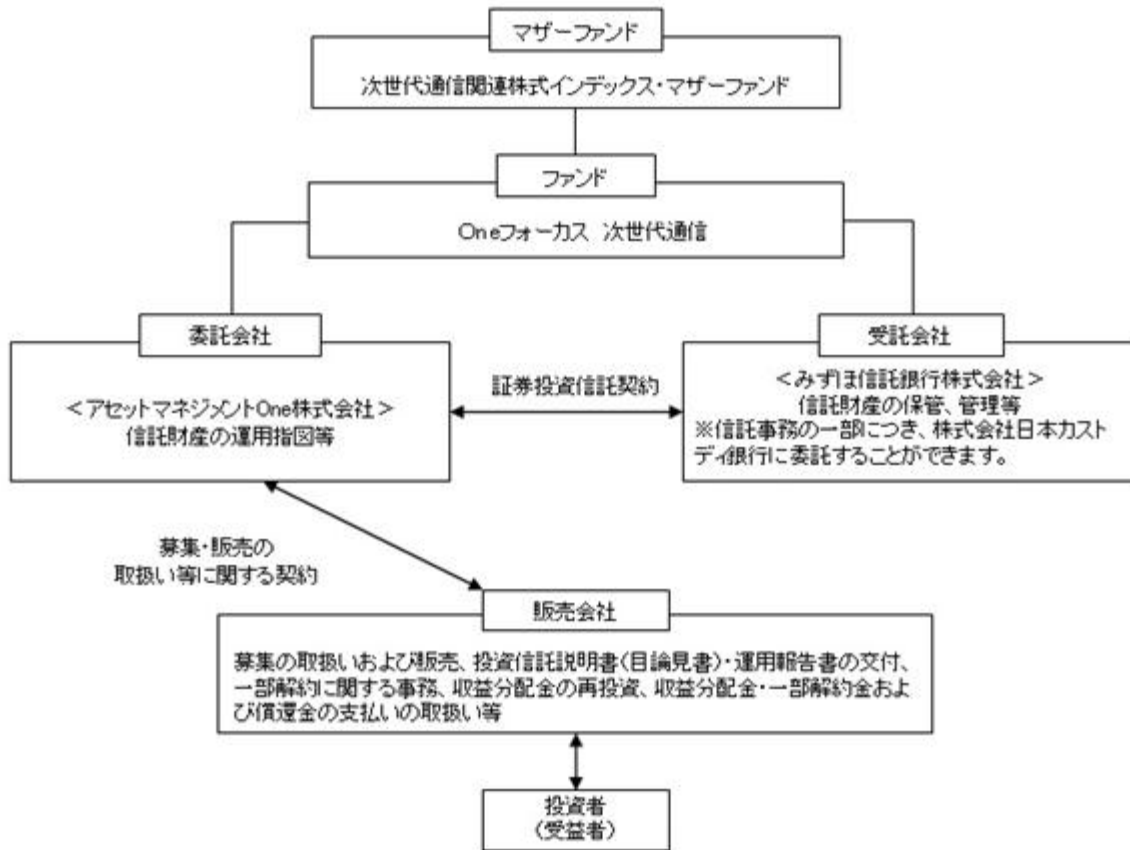 マザーファンド
次世代通信関連株式インデックス・マザーファンド
ファンド
Oneフォーカス 次世代通信
委託会社
<アセットマネジメントOne株式会社>
信託財産の運用指図等
証券投資信託契約
受託会社
<みずほ信託銀行株式会社>
信託財産の保管、管理等
※信託事務の一部につき、株式会社日本カスト
ディ銀行に委託することができます。
募集・販売の
取扱い等に関する契約
販売会社
募集の取扱いおよび販売、投資信託説明書(目論見書)・運用報告書の交付、
一部解約に関する事務、収益分配金の再投資、収益分配金・一部解約金およ
び償還金の支払いの取扱い等
投資者
(受益者)